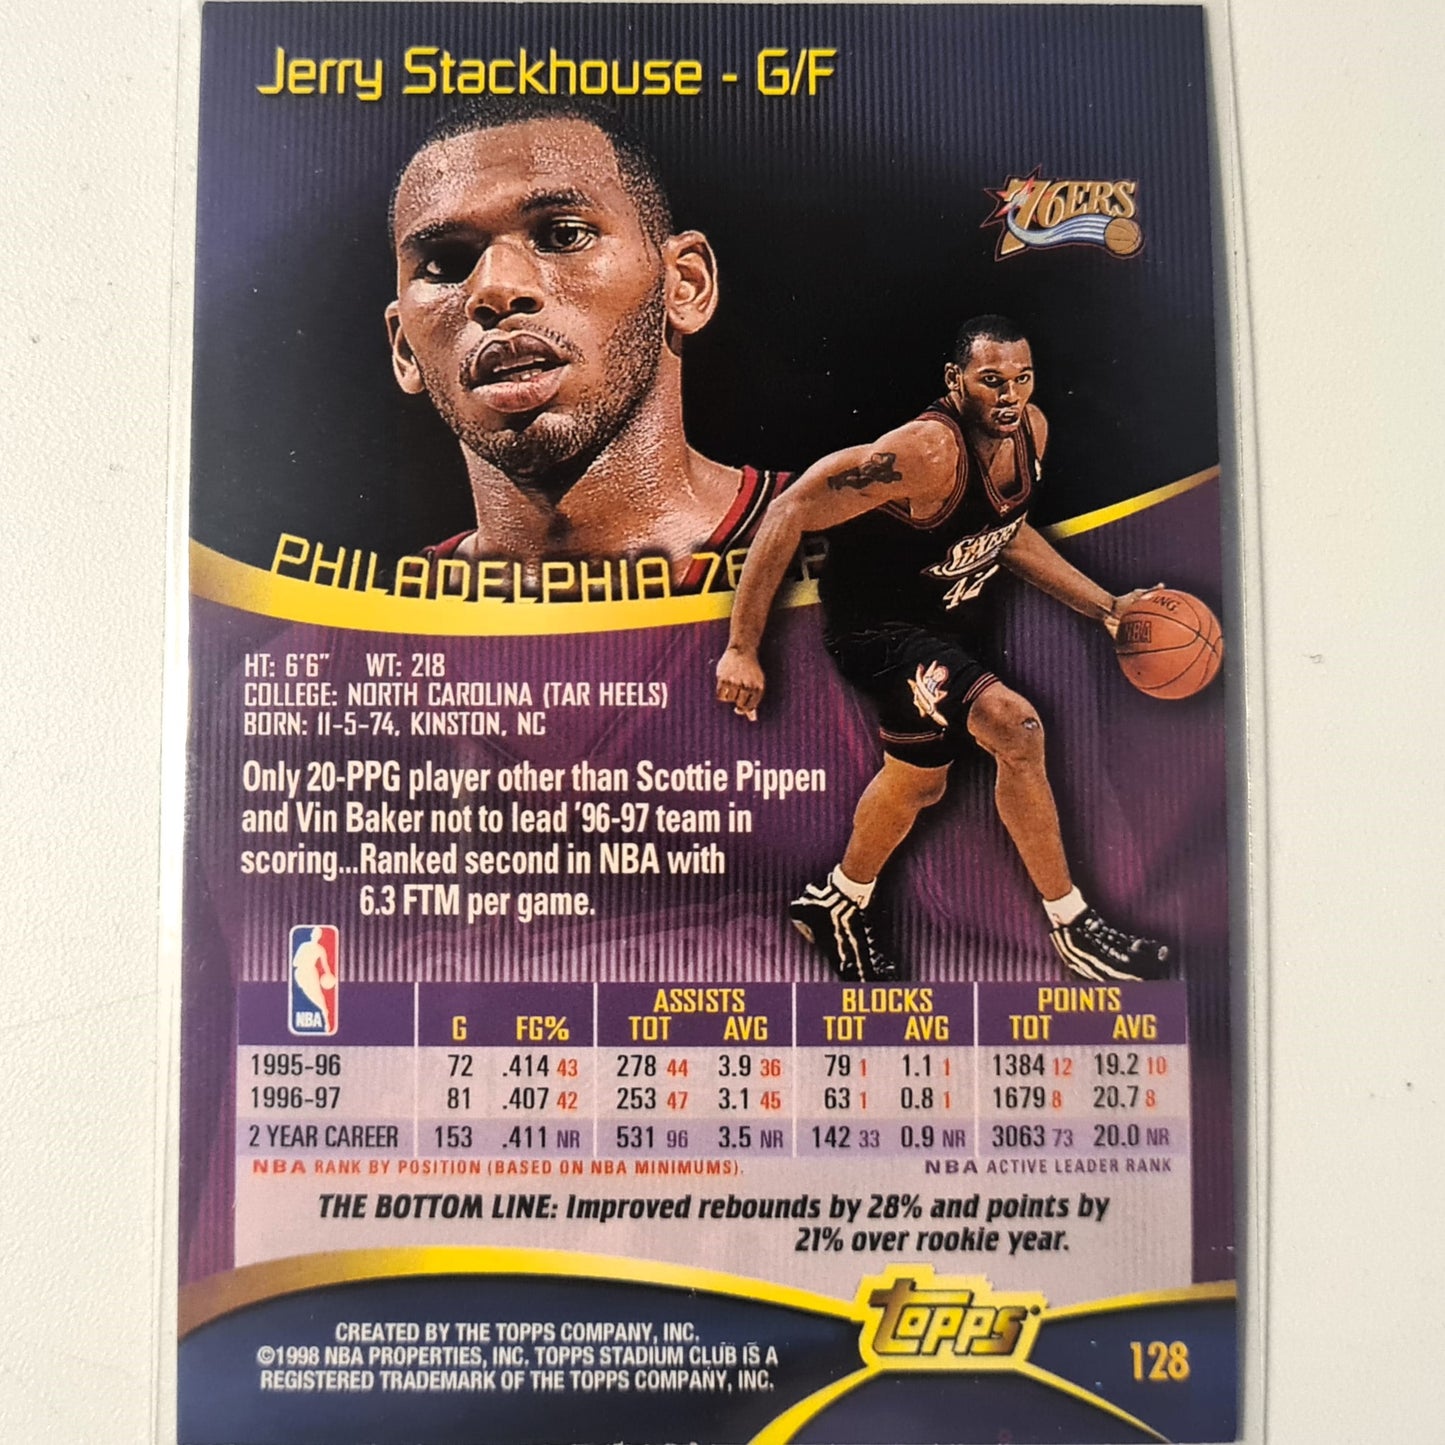 Jerry Stackhouse - G/F
76ERS
PHILADELPHIA 76
SIXERS
42
NBA
HT: 6'6" WT: 218
COLLEGE: NORTH CAROLINA (TAR HEELS)
BORN: 11-5-74, KINSTON, NC
Only 20-PPG player other than Scottie Pippen
and Vin Baker not to lead '96-97 team in
scoring...Ranked second in NBA with
6.3 FTM per game.
NBA
ASSISTS BLOCKS POINTS
G FG% TOT AVG TOT AVG TOT AVG
1995-96 72 .414 43 278 44 3.9 36 79 1 1.1 1 1384 12 19.2 10
1996-97 81 .407 42 253 47 3.1 45 63 1 0.8 1 1679 8 20.7 8
2 YEAR CAREER 153 .411 NR 531 96 3.5 NR 142 33 0.9 NR 3063 73 20.0 NR
NBA RANK BY POSITION (BASED ON NBA MINIMUMS). NBA ACTIVE LEADER RANK
THE BOTTOM LINE: Improved rebounds by 28% and points by
21% over rookie year.
CREATED BY THE TOPPS COMPANY, INC.
©1998 NBA PROPERTIES, INC. TOPPS STADIUM CLUB IS A
REGISTERED TRADEMARK OF THE TOPPS COMPANY, INC.
Topps
128